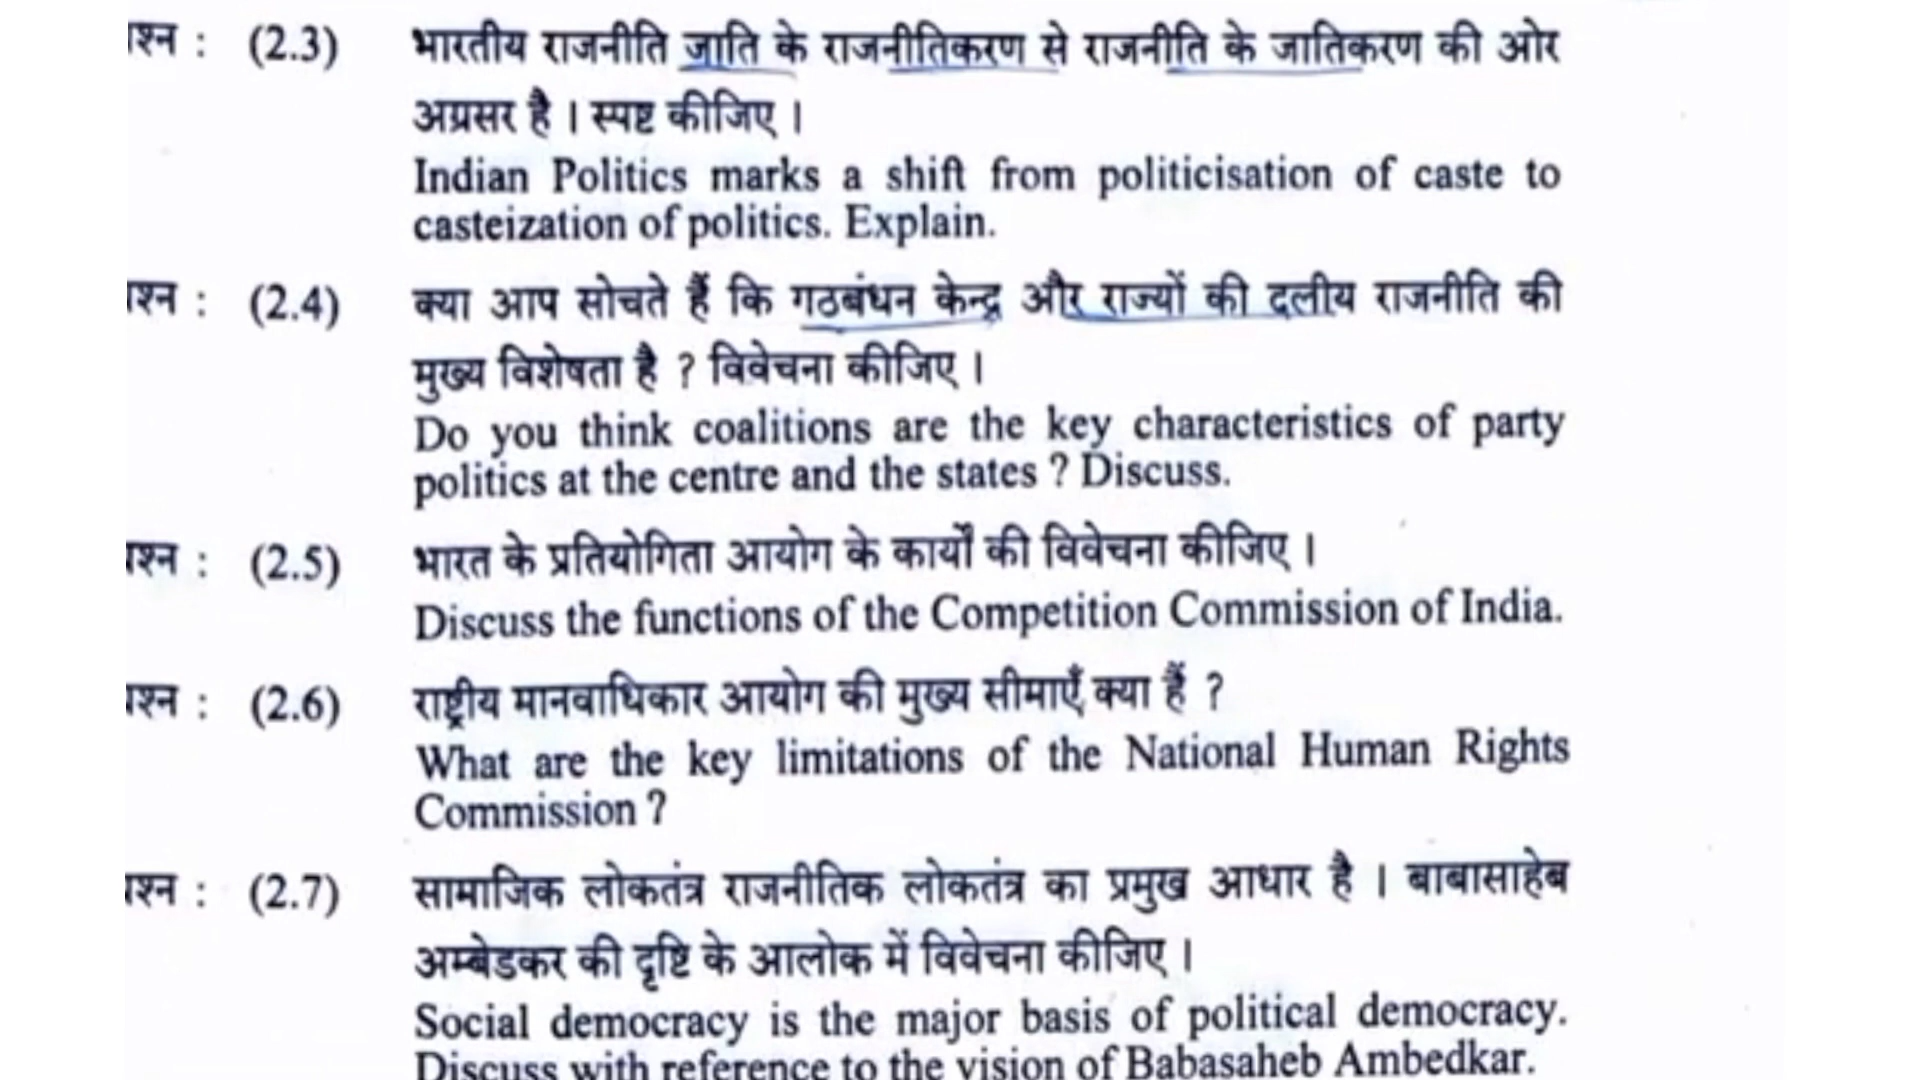 श्न : (2.3) भारतीय राजनीति जाति के राजनीतिकरण से राजनीति के जातिकरण की ओर
अग्रसर है । स्पष्ट कीजिए ।
Indian Politics marks a shift from politicisation of caste to
casteization of politics. Explain.
श्न : (2.4) क्या आप सोचते हैं कि गठबंधन केन्द्र और राज्यों की दलीय राजनीति की
मुख्य विशेषता है ? विवेचना कीजिए ।
Do you think coalitions are the key characteristics of party
politics at the centre and the states ? Discuss.
श्न : (2.5) भारत के प्रतियोगिता आयोग के कार्यों की विवेचना कीजिए ।
Discuss the functions of the Competition Commission of India.
श्न : (2.6) राष्ट्रीय मानवाधिकार आयोग की मुख्य सीमाएँ क्या हैं ?
What are the key limitations of the National Human Rights
Commission ?
श्न : (2.7) सामाजिक लोकतंत्र राजनीतिक लोकतंत्र का प्रमुख आधार है । बाबासाहेब
अम्बेडकर की दृष्टि के आलोक में विवेचना कीजिए ।
Social democracy is the major basis of political democracy.
Discuss with reference to the vision of Babasaheb Ambedkar.